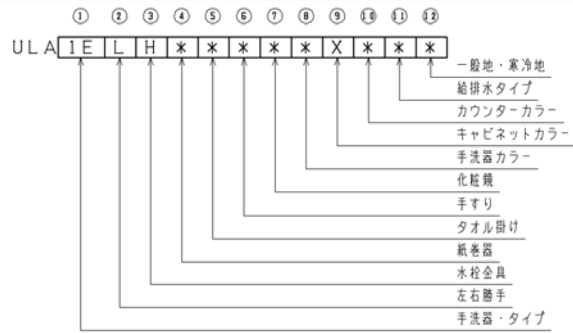 ① ② ③ ④ ⑤ ⑥ ⑦ ⑧ ⑨ ⑩ ⑪ ⑫
ULA 1E L H * * * * * X * * *
一般地・寒冷地
給排水タイプ
カウンターカラー
キャビネットカラー
手洗器カラー
化粧鏡
手すり
タオル掛け
紙巻器
水栓金具
左右勝手
手洗器・タイプ